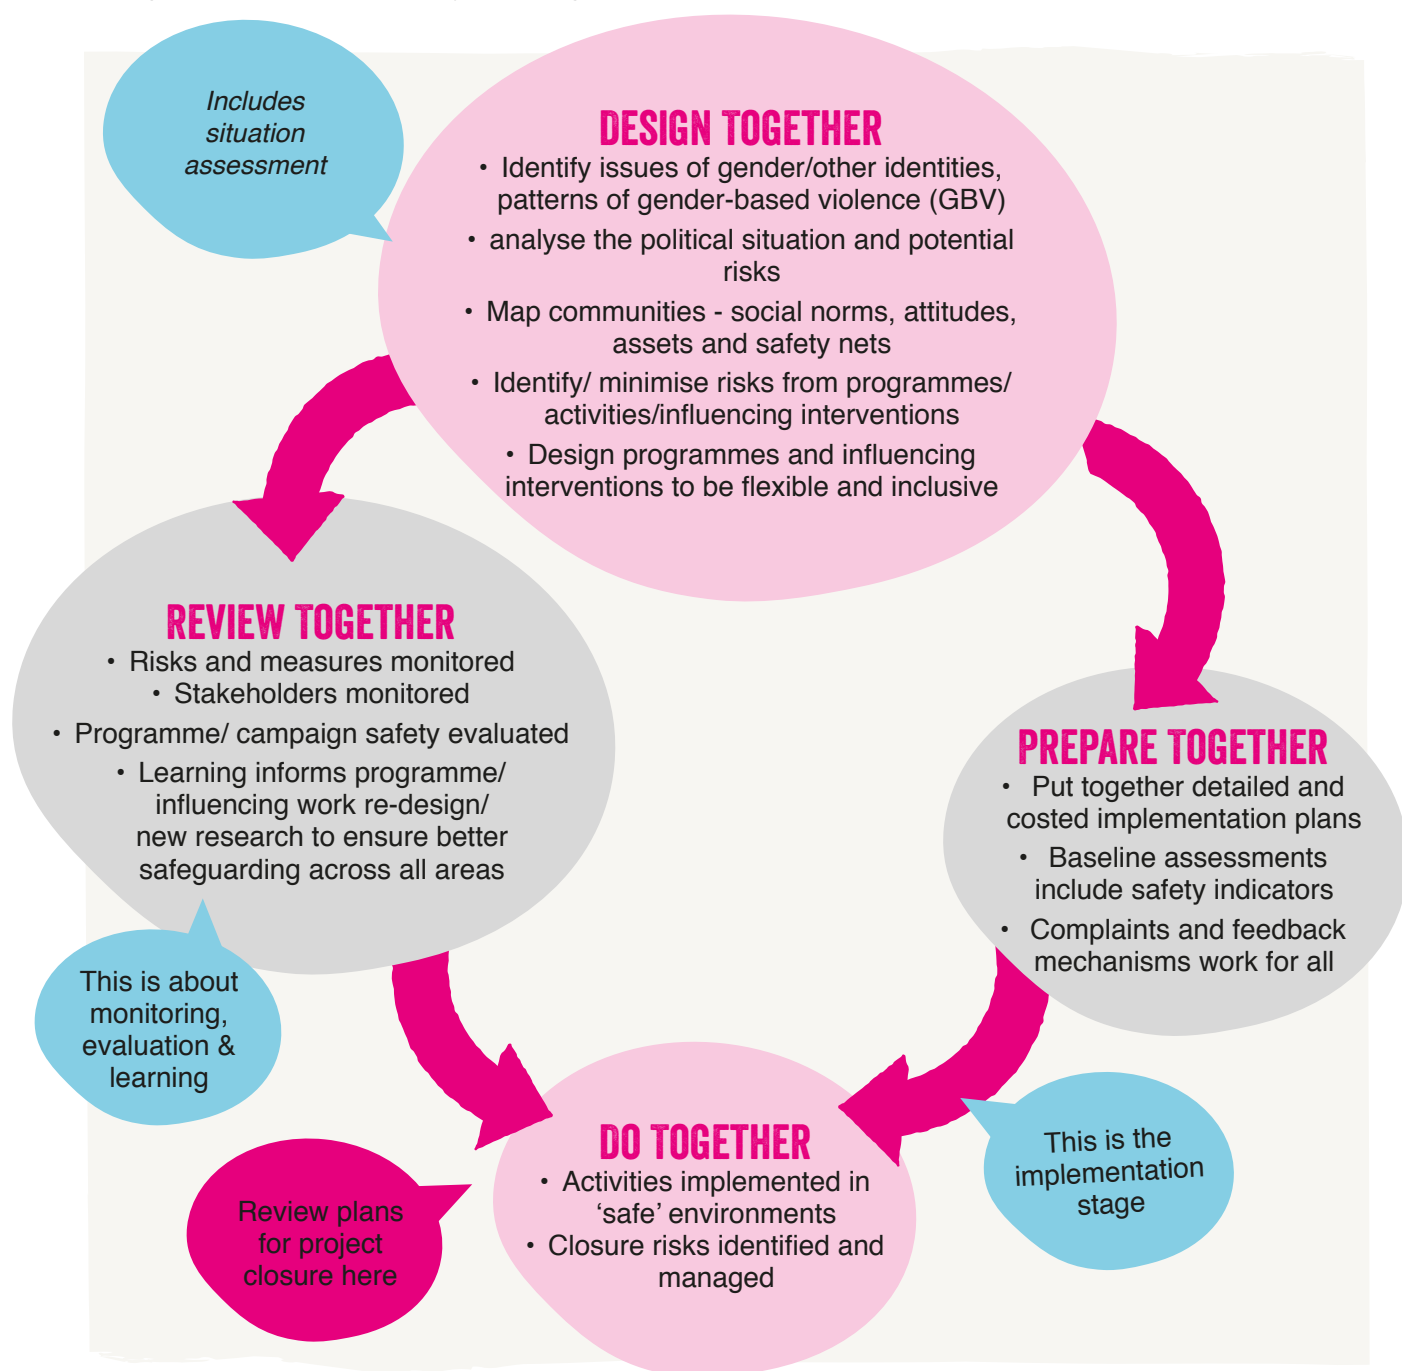 Includes
situation
assessment
DESIGN TOGETHER
• Identify issues of gender/other identities,
patterns of gender-based violence (GBV)
• analyse the political situation and potential
risks
• Map communities - social norms, attitudes,
assets and safety nets
• Identify/ minimise risks from programmes/
activities/influencing interventions
• Design programmes and influencing
interventions to be flexible and inclusive
REVIEW TOGETHER
• Risks and measures monitored
• Stakeholders monitored
• Programme/ campaign safety evaluated
• Learning informs programme/
influencing work re-design/
new research to ensure better
safeguarding across all areas
PREPARE TOGETHER
• Put together detailed and
costed implementation plans
• Baseline assessments
include safety indicators
• Complaints and feedback
mechanisms work for all
This is about
monitoring,
evaluation &
learning
DO TOGETHER
• Activities implemented in
‘safe’ environments
• Closure risks identified and
managed
This is the
implementation
stage
Review plans
for project
closure here